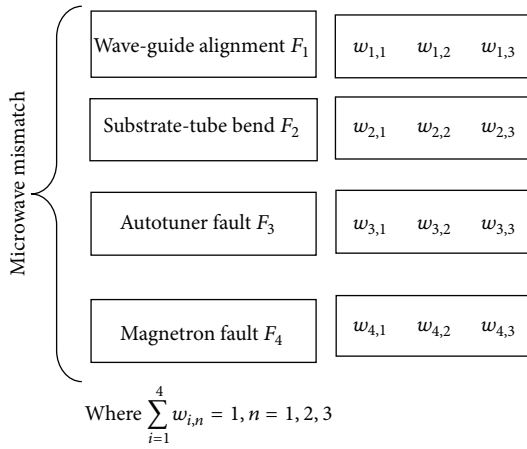 Microwave mismatch
Wave-guide alignment F₁ w₁,₁ w₁,₂ w₁,₃
Substrate-tube bend F₂ w₂,₁ w₂,₂ w₂,₃
Autotuner fault F₃ w₃,₁ w₃,₂ w₃,₃
Magnetron fault F₄ w₄,₁ w₄,₂ w₄,₃
Where ∑_{i=1}^{4} w_{i,n} = 1, n = 1, 2, 3